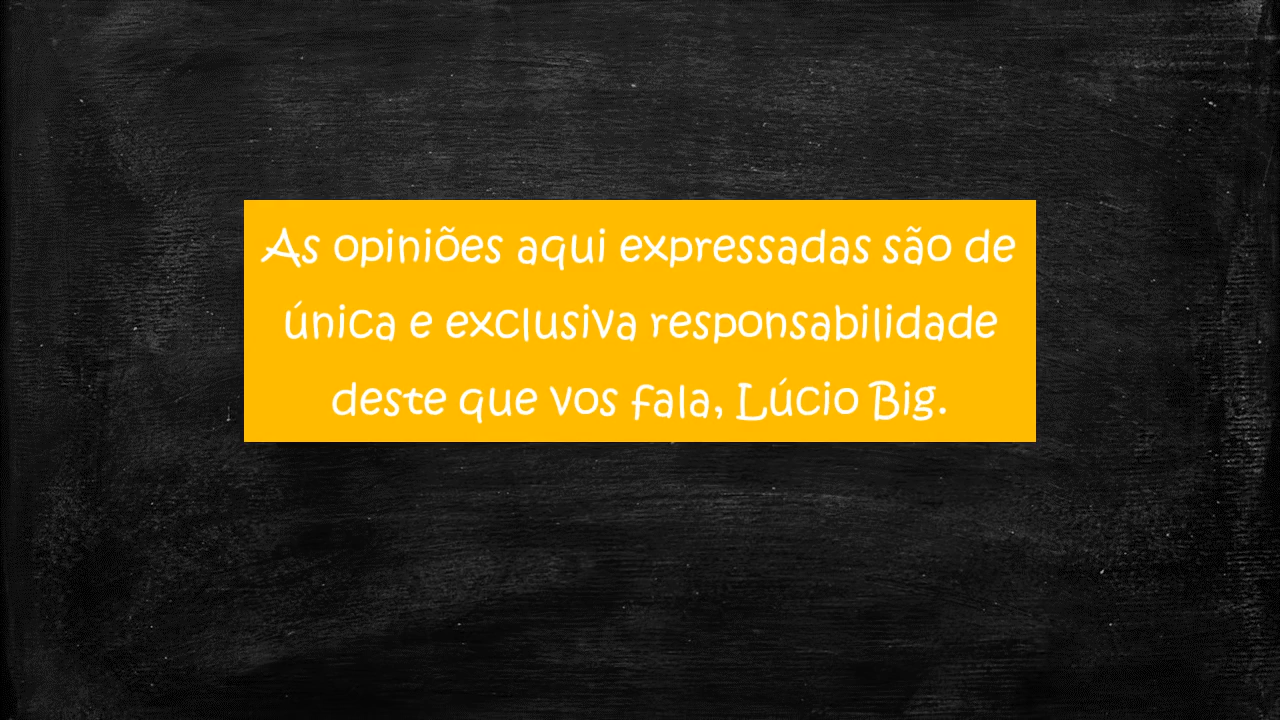 As opiniões aqui expressadas são de
única e exclusiva responsabilidade
deste que vos fala, Lúcio Big.